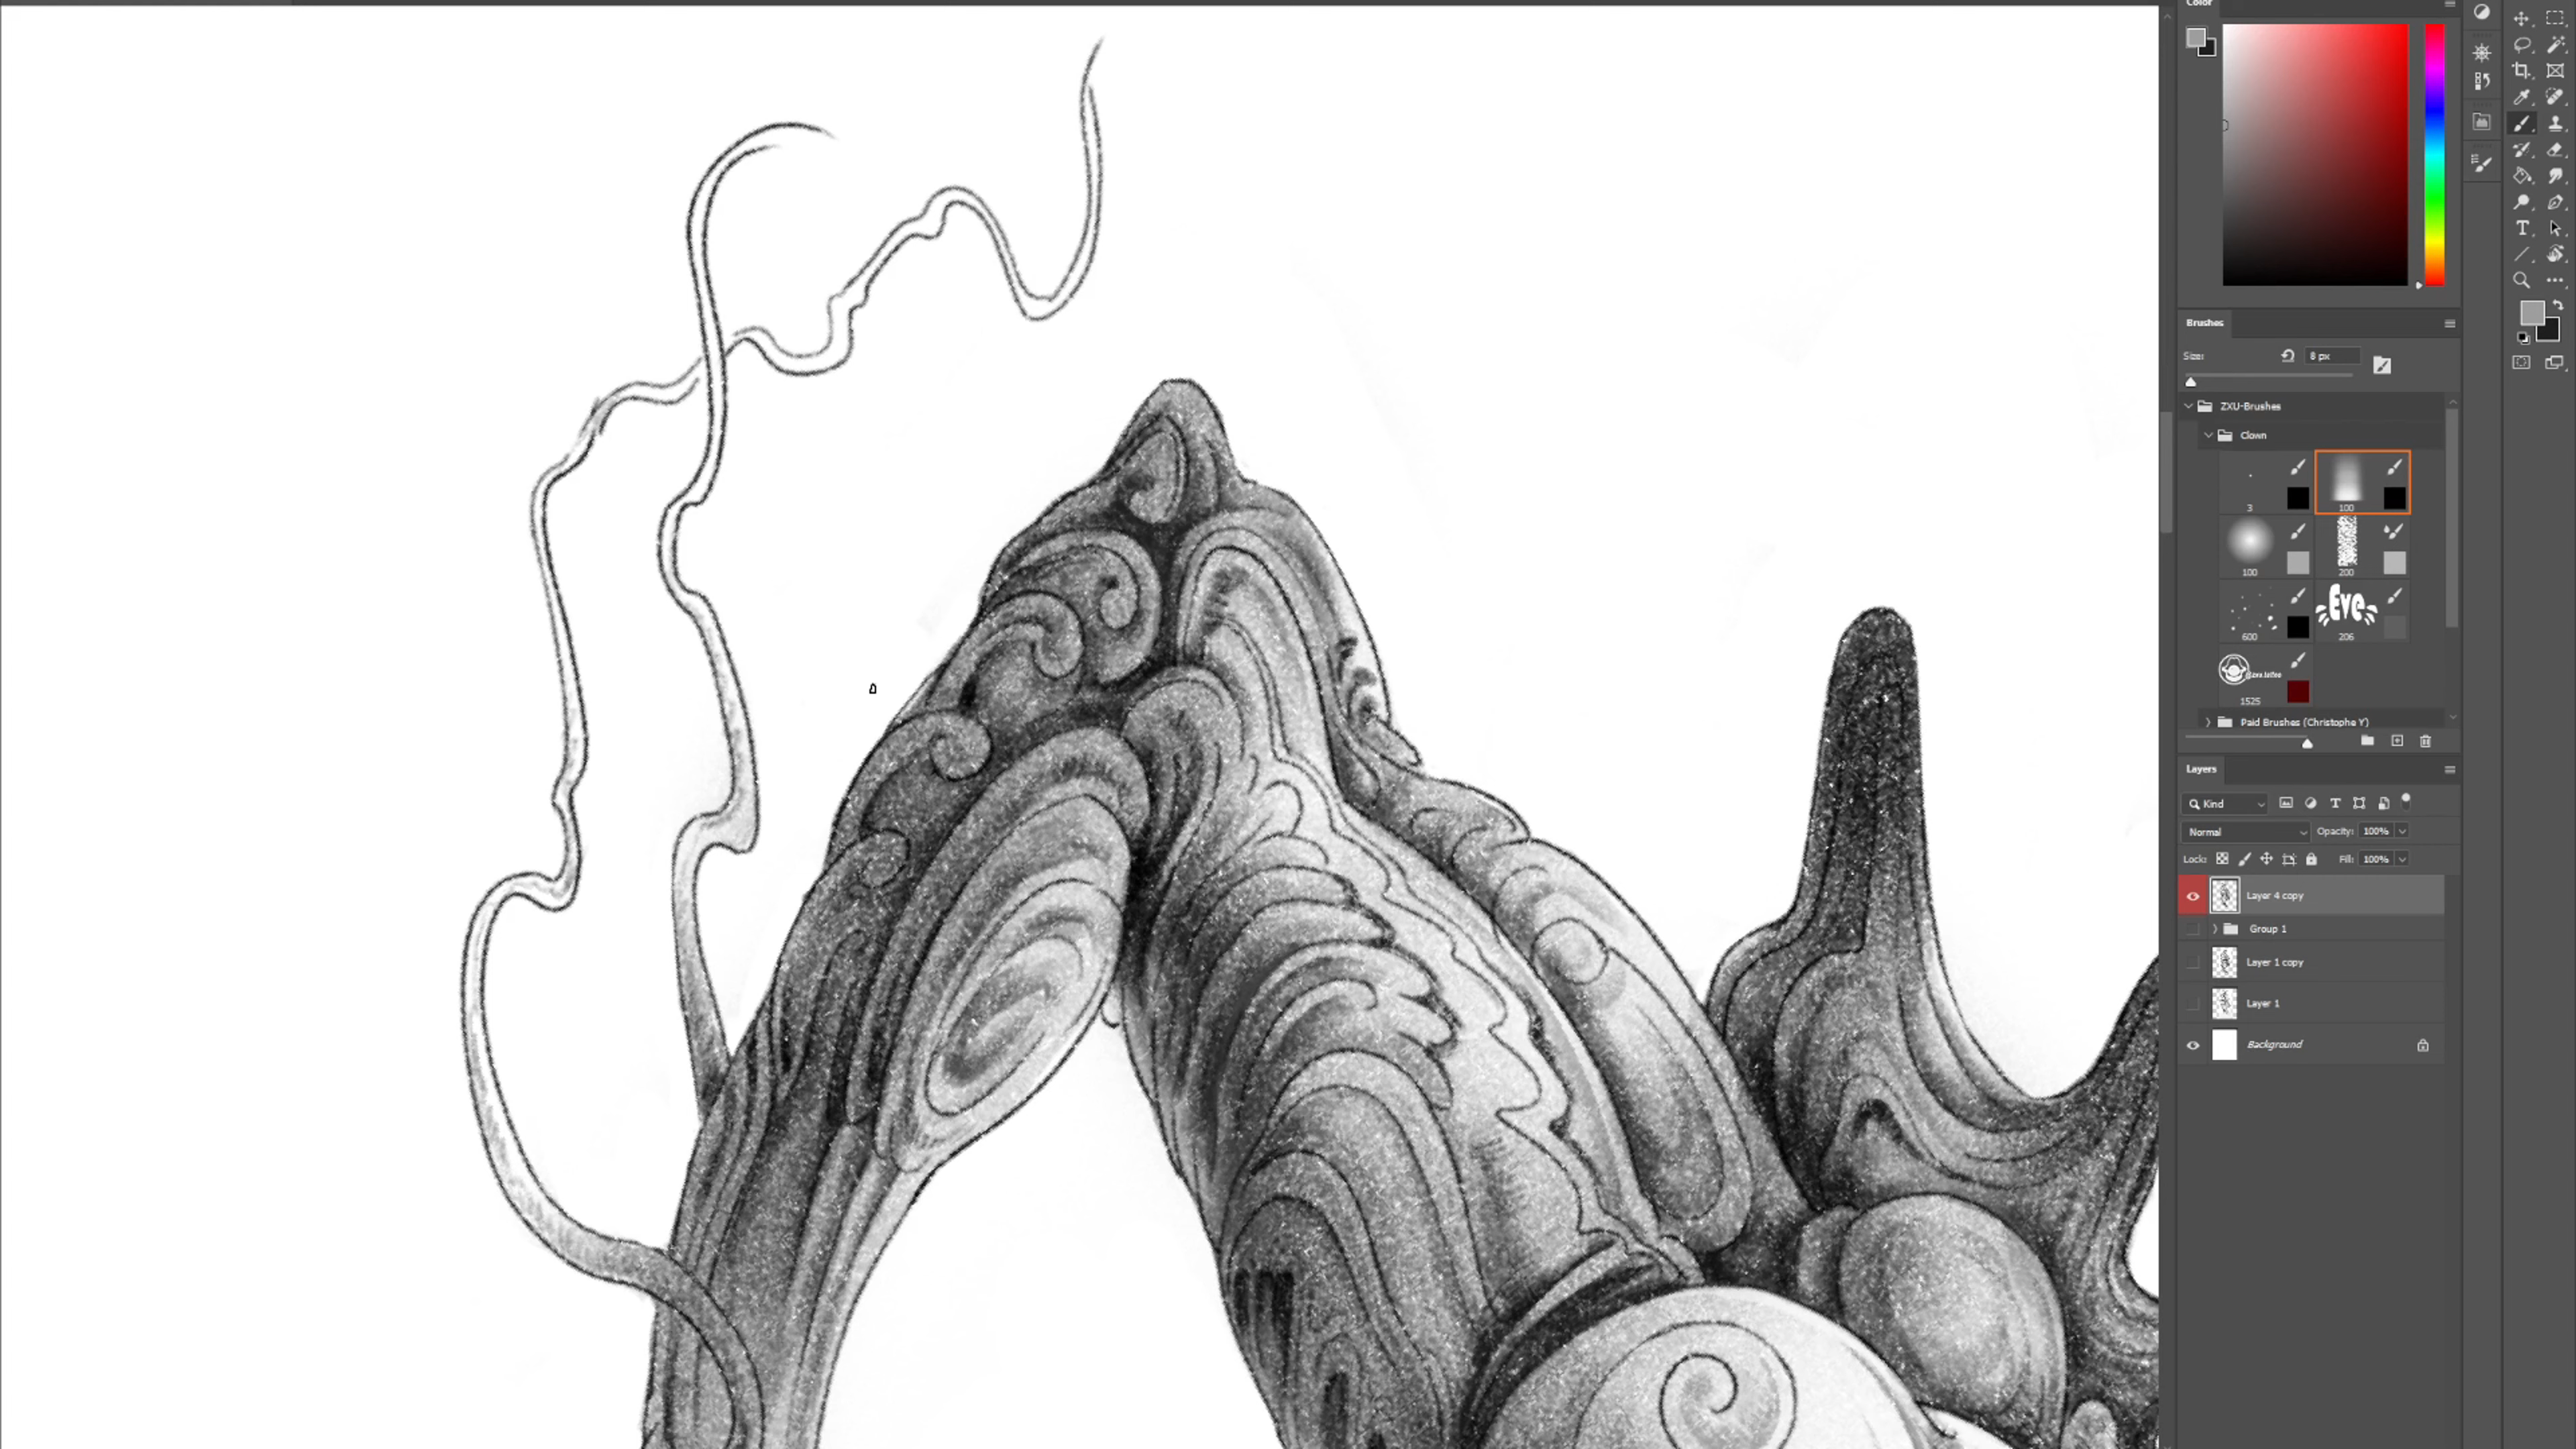 Color
Brushes
Size:
8 px
ZXU-Brushes
Clown
3
100
100
200
600
Eve
206
1525
Paid Brushes (Christophe Y)
Layers
Kind
Normal
Opacity: 100%
Lock:
Fill: 100%
Layer 4 copy
Group 1
Layer 1 copy
Layer 1
Background